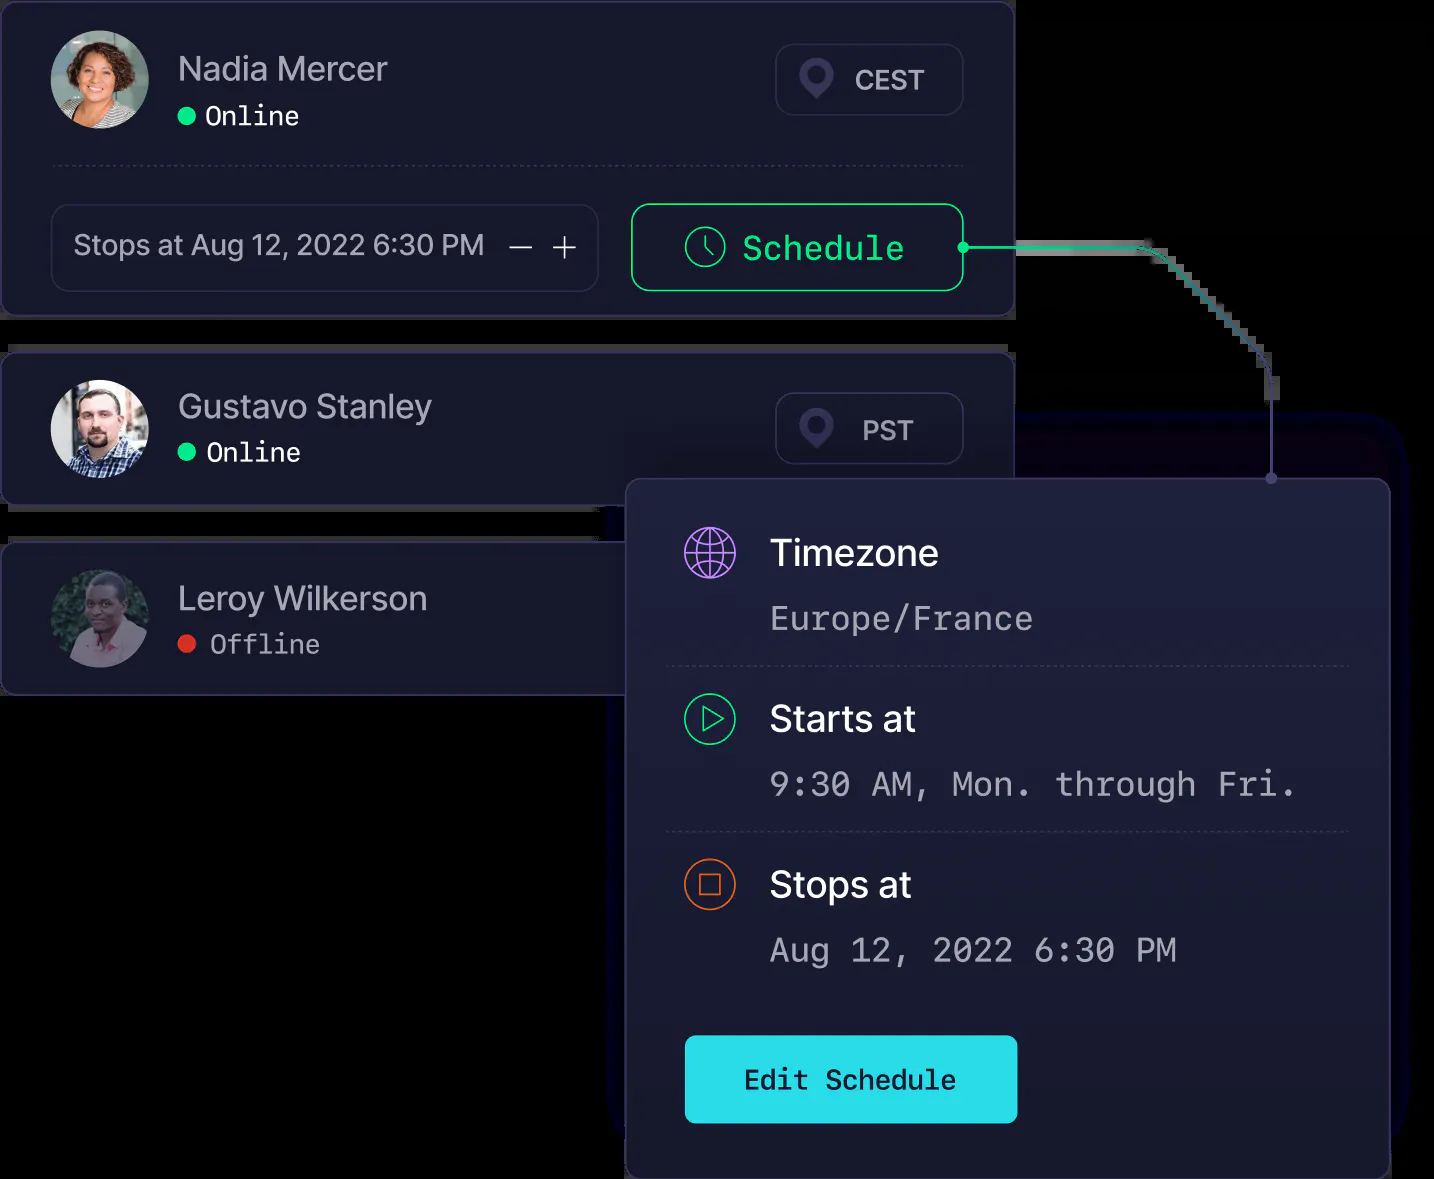 Nadia Mercer
Online
CEST
Stops at Aug 12, 2022 6:30 PM
Schedule
Gustavo Stanley
Online
PST
Leroy Wilkerson
Offline
Timezone
Europe/France
Starts at
9:30 AM, Mon. through Fri.
Stops at
Aug 12, 2022 6:30 PM
Edit Schedule